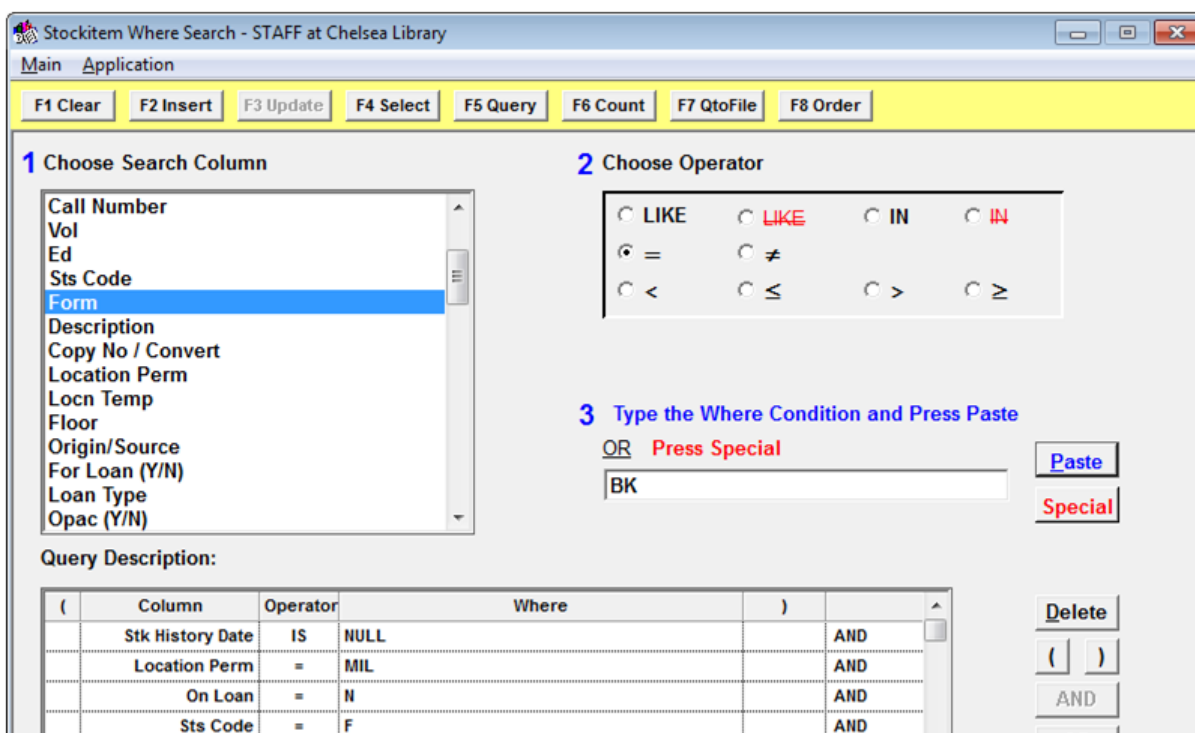 Stockitem Where Search - STAFF at Chelsea Library
Main Application
F1 Clear F2 Insert F3 Update F4 Select F5 Query F6 Count F7 QtoFile F8 Order
1 Choose Search Column
2 Choose Operator
Call Number
Vol
Ed
Sts Code
Form
Description
Copy No / Convert
Location Perm
Locn Temp
Floor
Origin/Source
For Loan (Y/N)
Loan Type
Opac (Y/N)
LIKE LIKE IN IN
= ≠
< ≤ > ≥
3 Type the Where Condition and Press Paste
OR Press Special
BK
Paste
Special
Query Description:
( Column Operator Where )
Stk History Date IS NULL AND
Location Perm = MIL AND
On Loan = N AND
Sts Code = F AND
Delete
( )
AND